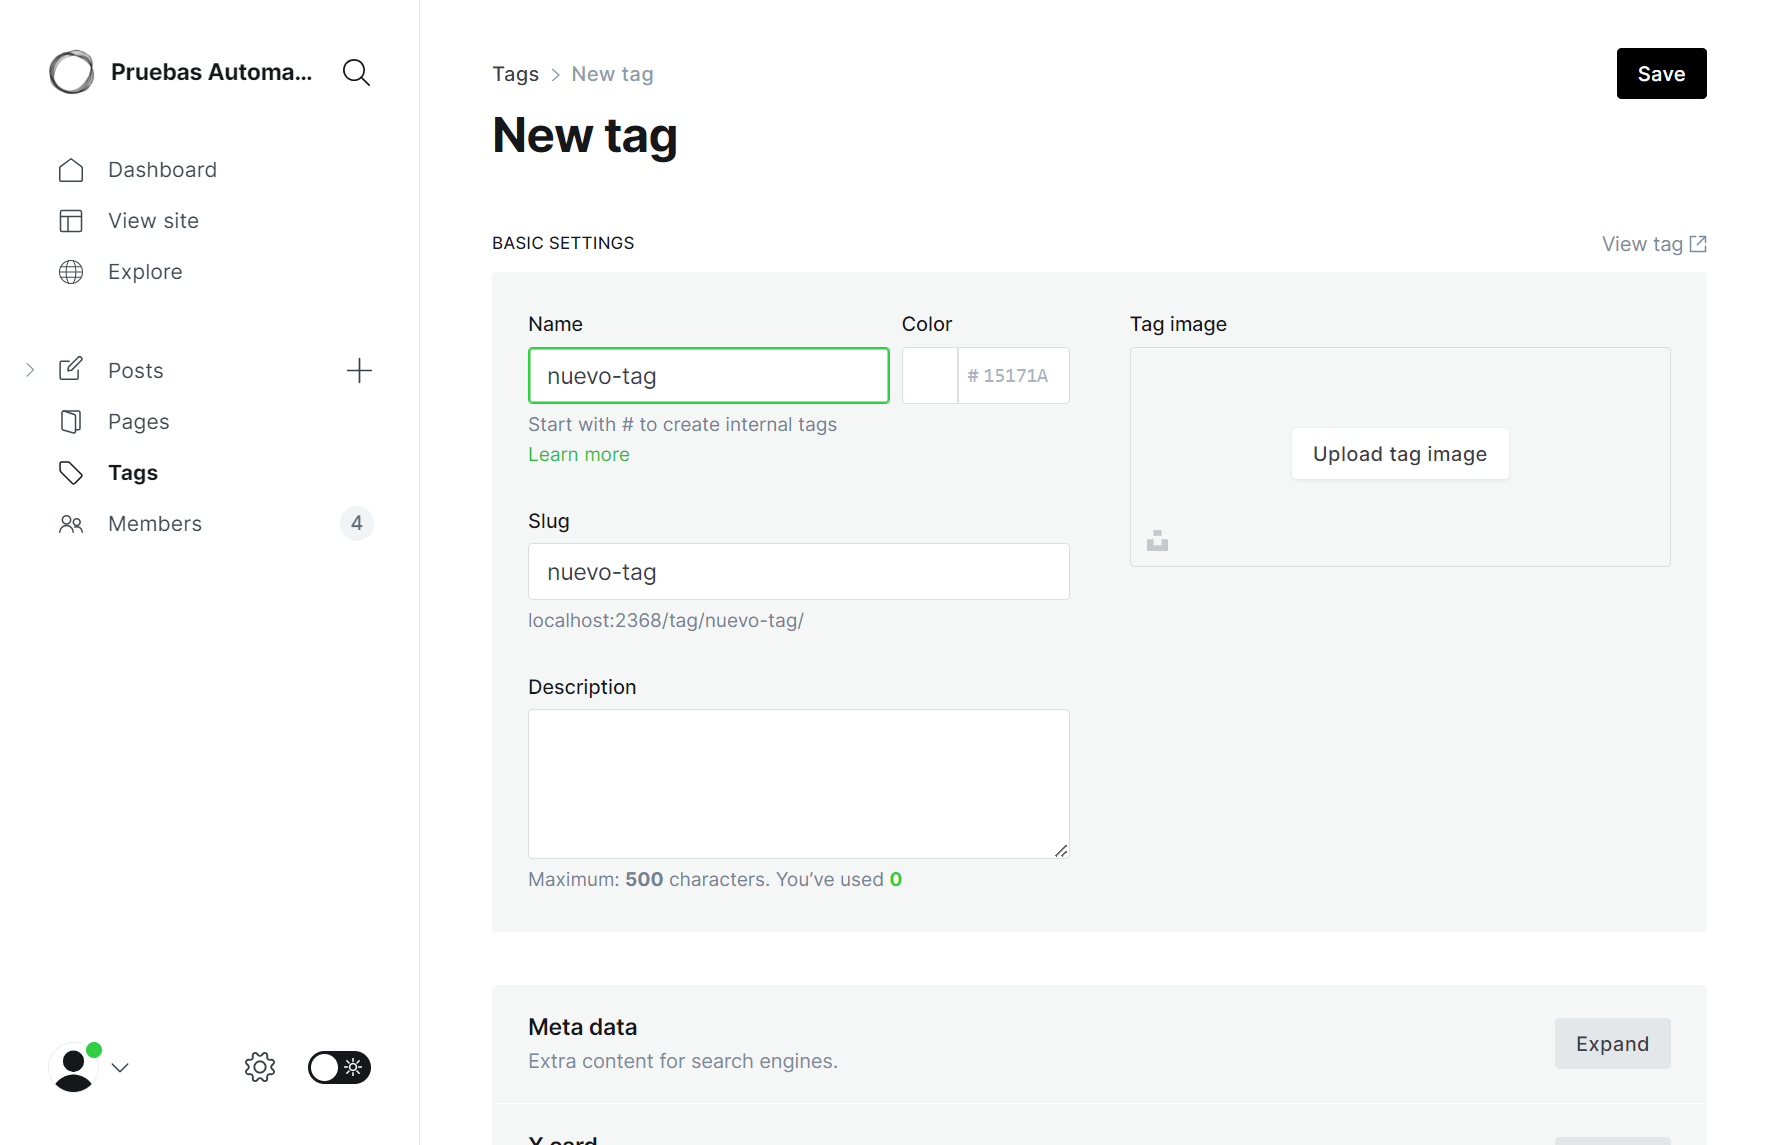 Pruebas Automa...
Dashboard
View site
Explore
Posts
Pages
Tags
Members
4
Tags > New tag
Save
New tag
BASIC SETTINGS
View tag
Name
nuevo-tag
Start with # to create internal tags
Learn more
Color
# 15171A
Slug
nuevo-tag
localhost:2368/tag/nuevo-tag/
Description
Maximum: 500 characters. You’ve used 0
Tag image
Upload tag image
Meta data
Extra content for search engines.
Expand
X card